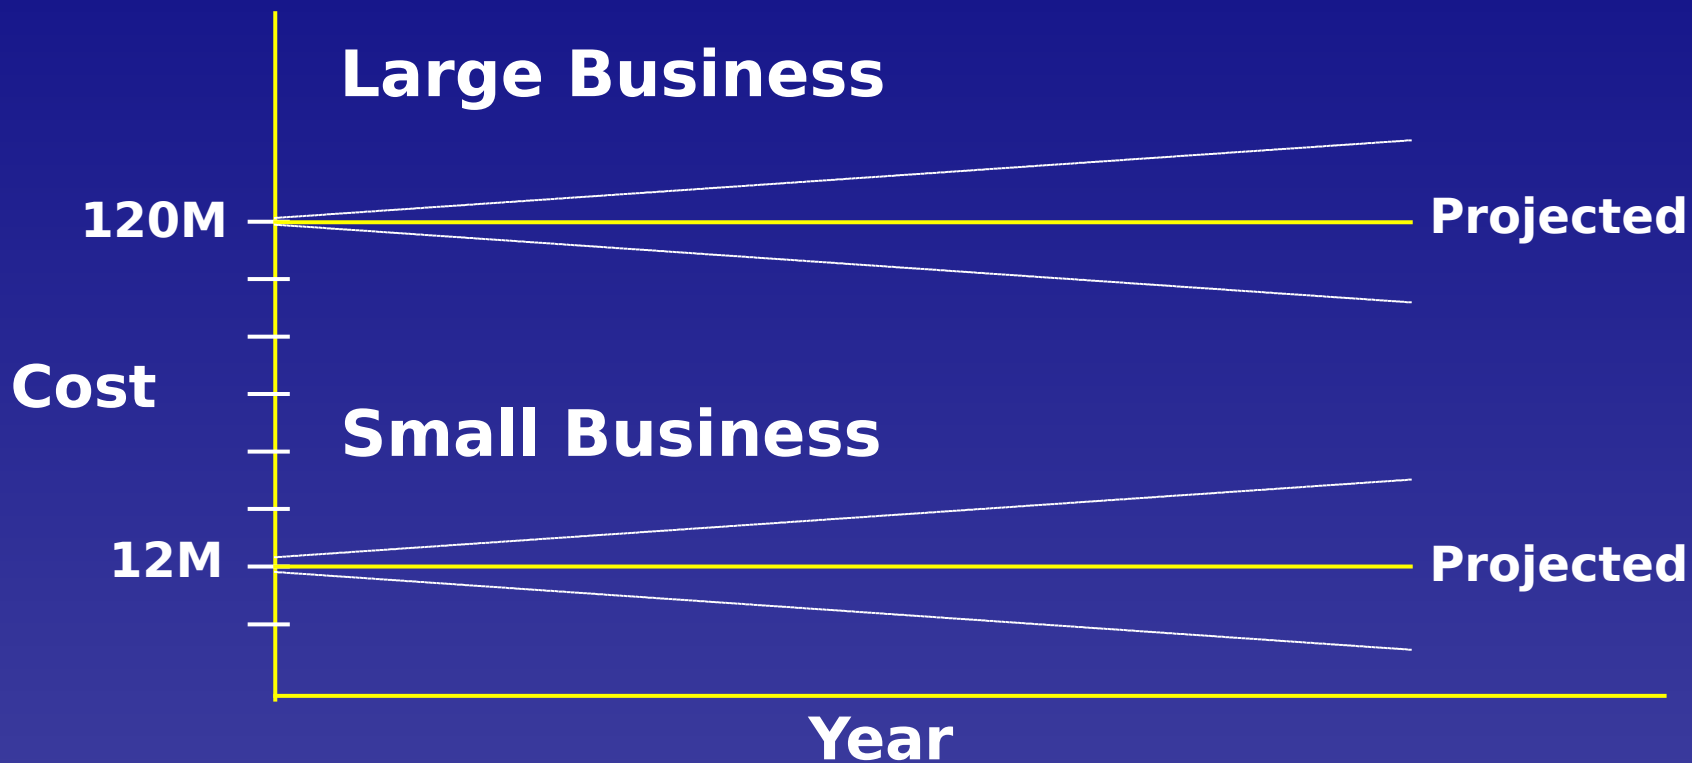 Large Business
120M
Projected
Cost
Small Business
12M
Projected
Year